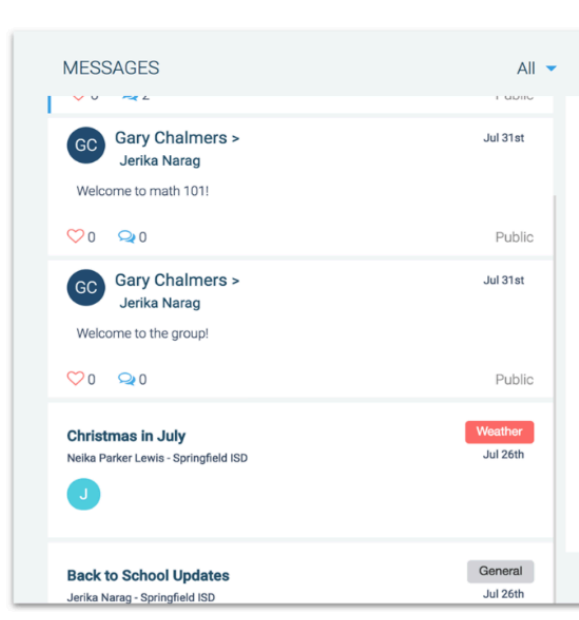 MESSAGES All
2 Public
GC Gary Chalmers > Jul 31st
Jerika Narag
Welcome to math 101!
0 0 Public
GC Gary Chalmers > Jul 31st
Jerika Narag
Welcome to the group!
0 0 Public
Christmas in July Weather
Neika Parker Lewis - Springfield ISD Jul 26th
J
Back to School Updates General
Jerika Narag - Springfield ISD Jul 26th